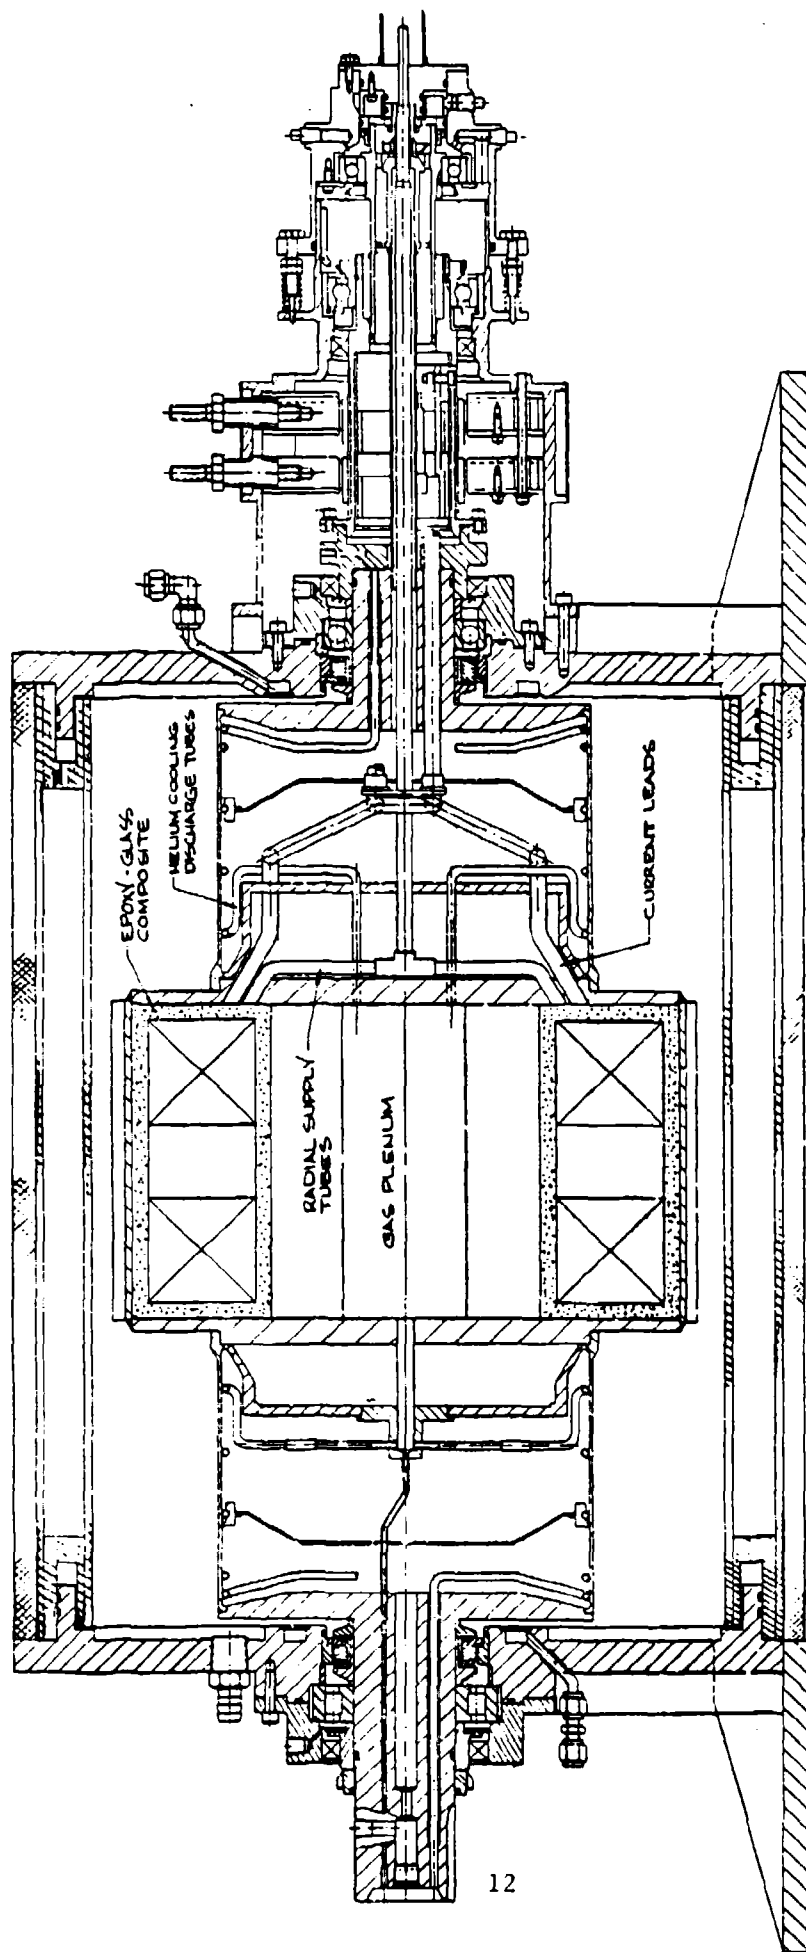 EPOXY-GLASS
COMPOSITE
HELIUM COOLING
DISCHARGE TUBES
CURRENT LEADS
RADIAL SUPPLY
TUBES
GAS PLENUM
12